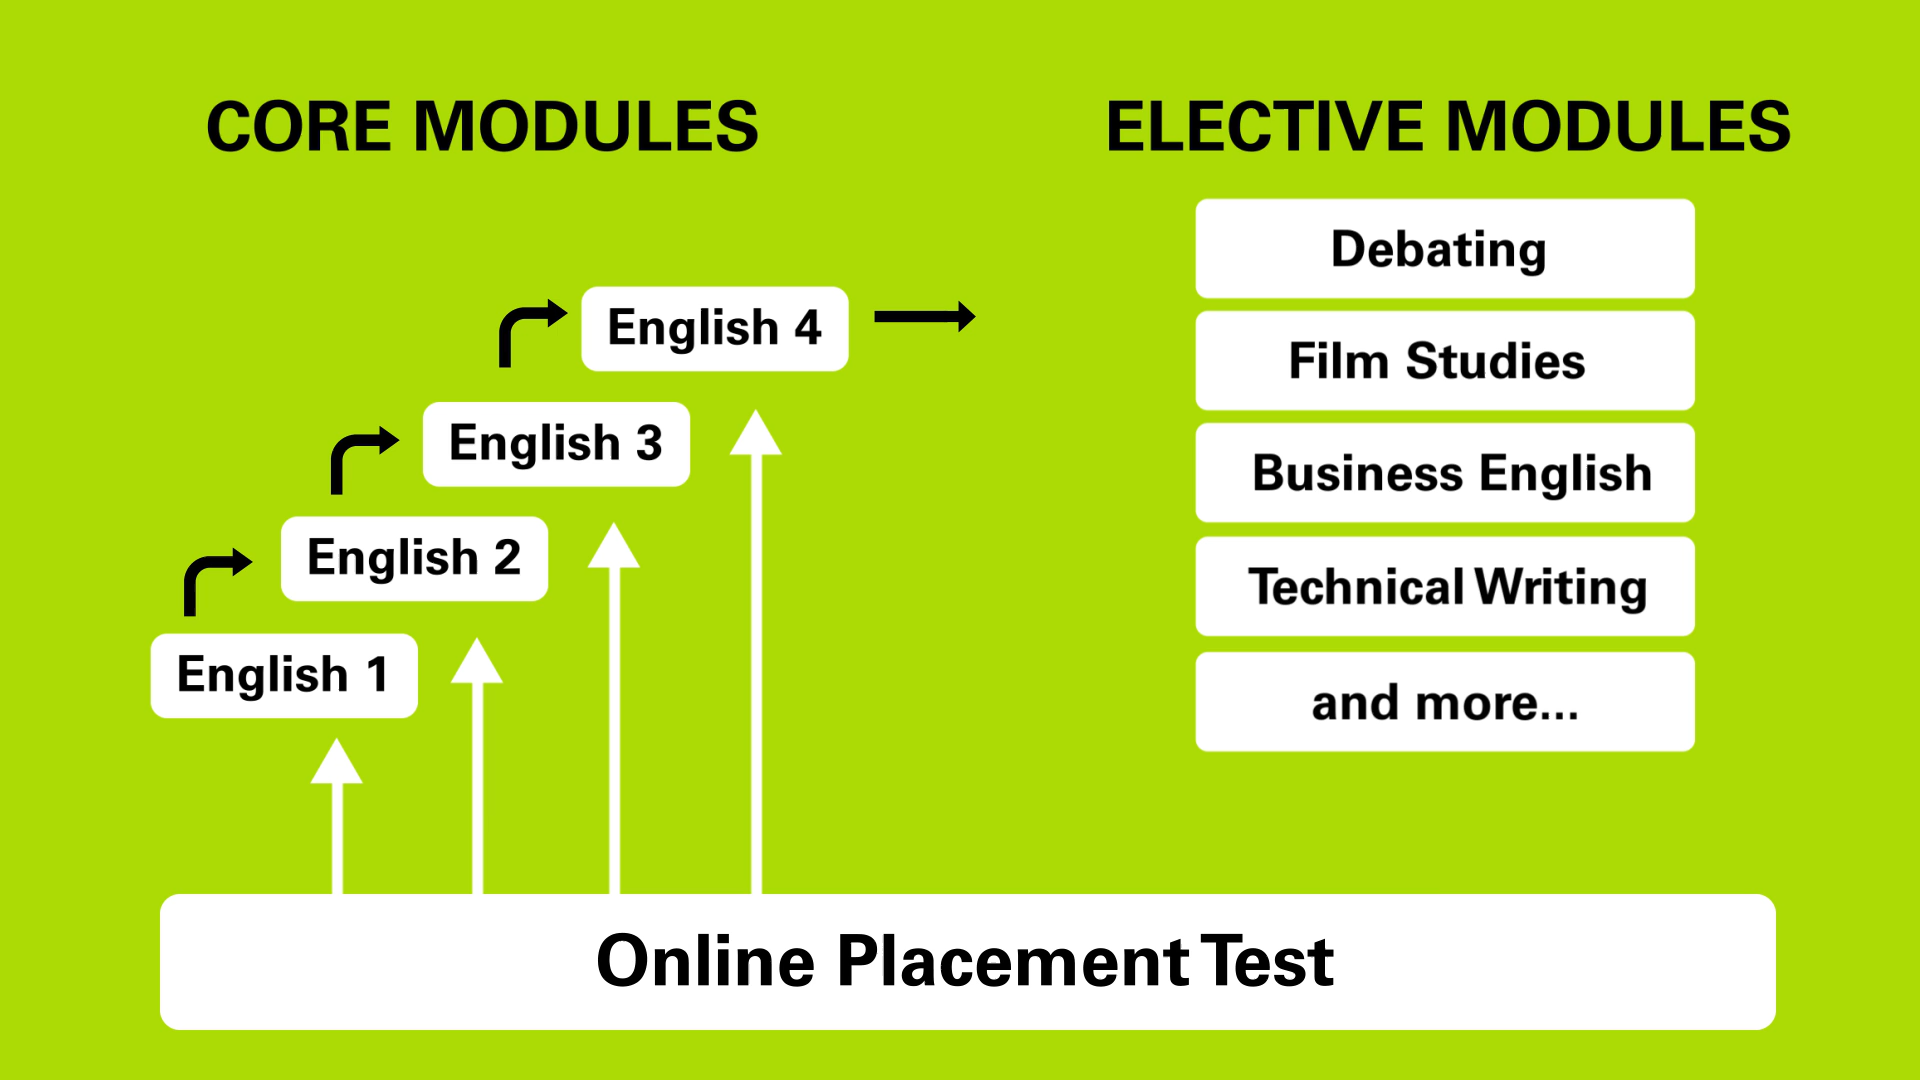 CORE MODULES
English 4
English 3
English 2
English 1
ELECTIVE MODULES
Debating
Film Studies
Business English
Technical Writing
and more...
Online Placement Test